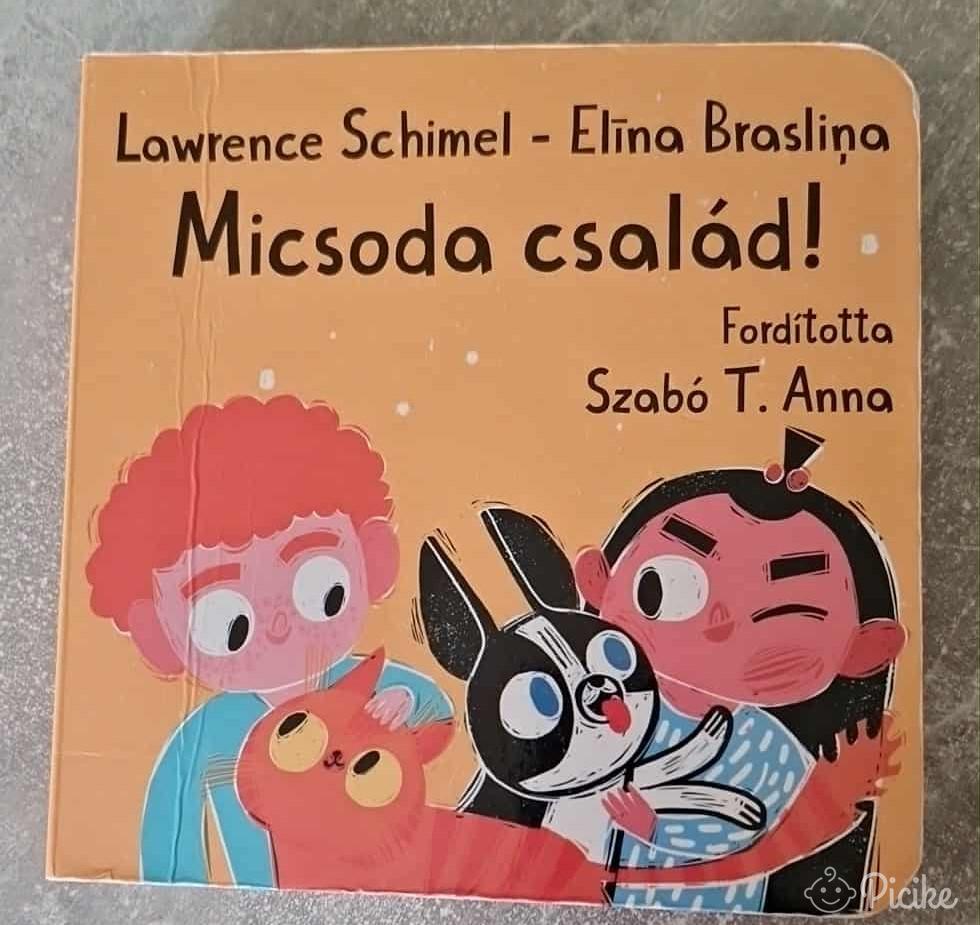 Lawrence Schimel - Elīna Brasliņa
Micsoda család!
Fordította
Szabó T. Anna
Picike